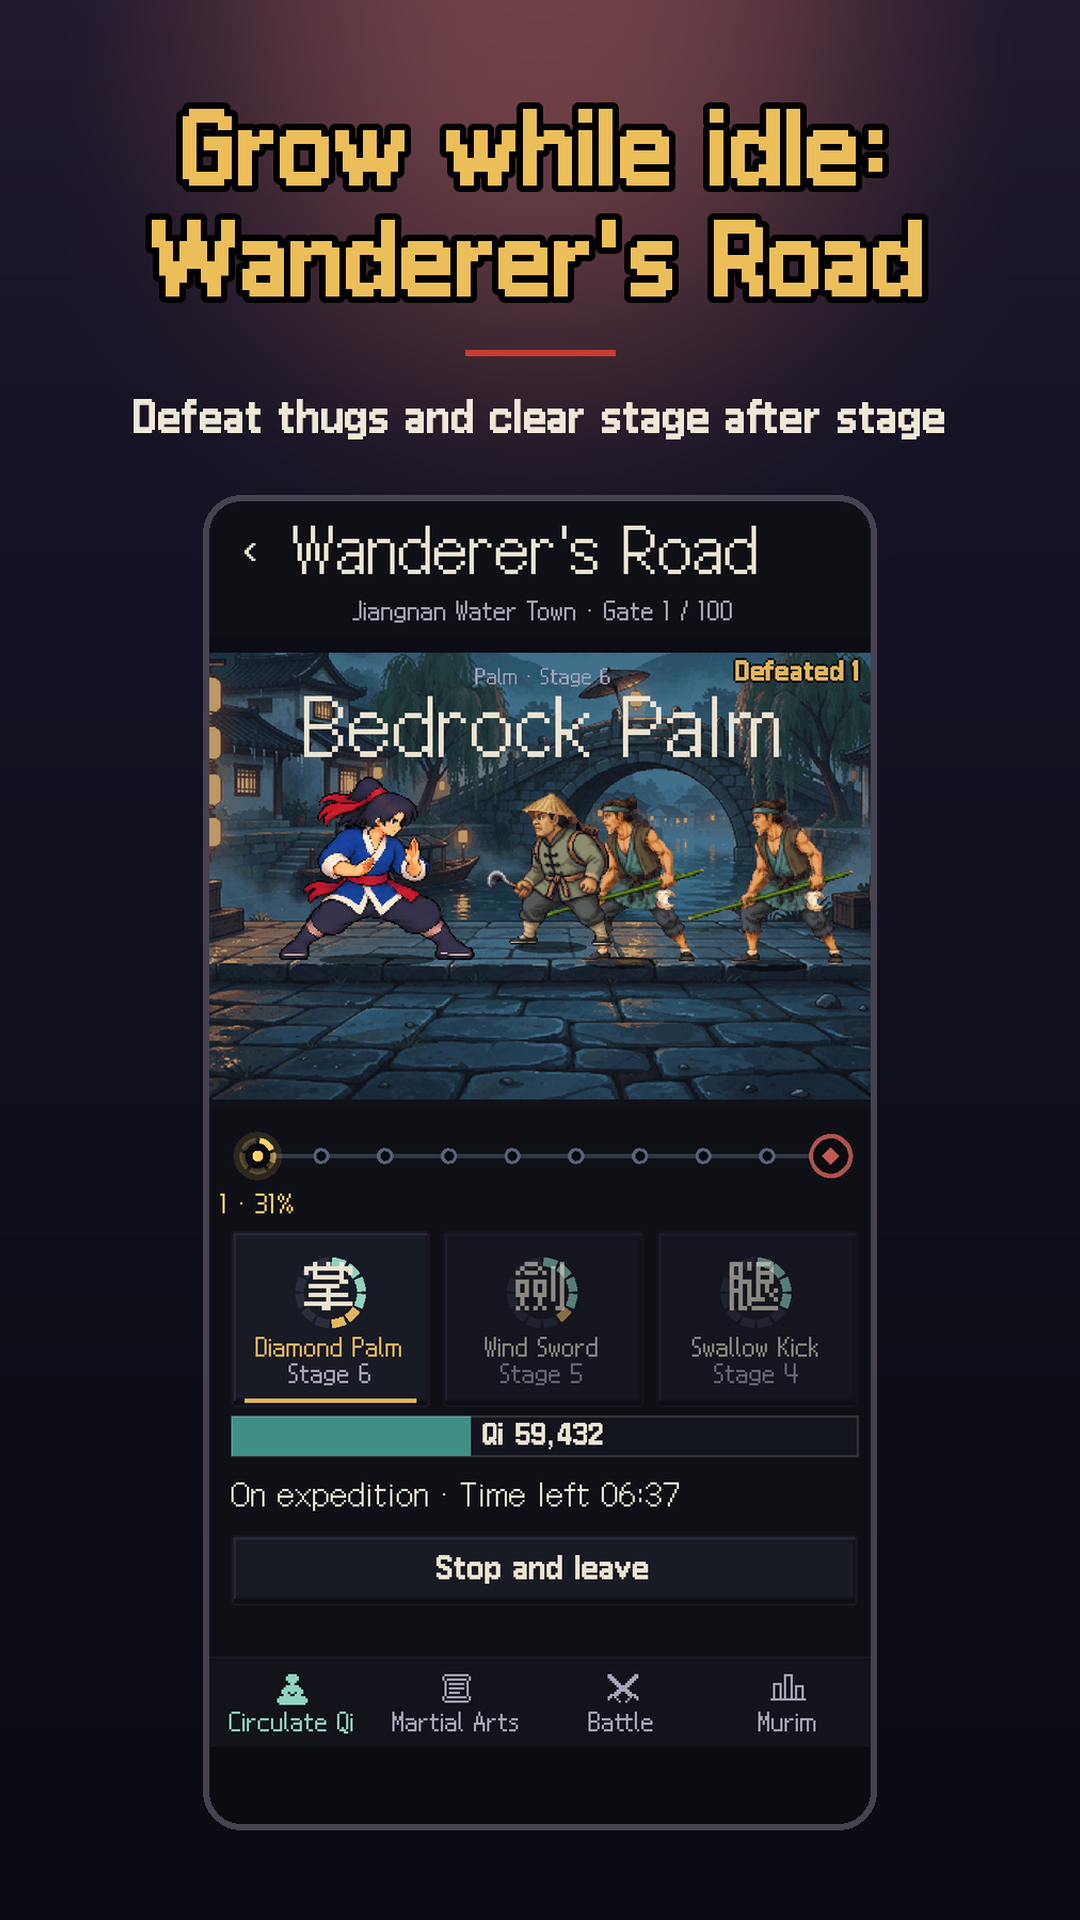 Grow while idle:
Wanderer's Road
Defeat thugs and clear stage after stage
‹ Wanderer's Road
Jiangnan Water Town · Gate 1 / 100
Palm · Stage 6
Defeated 1
Bedrock Palm
1 · 31%
掌
劍
腿
Diamond Palm
Wind Sword
Swallow Kick
Stage 6
Stage 5
Stage 4
Qi 59,432
On expedition · Time left 06:37
Stop and leave
Circulate Qi
Martial Arts
Battle
Murim